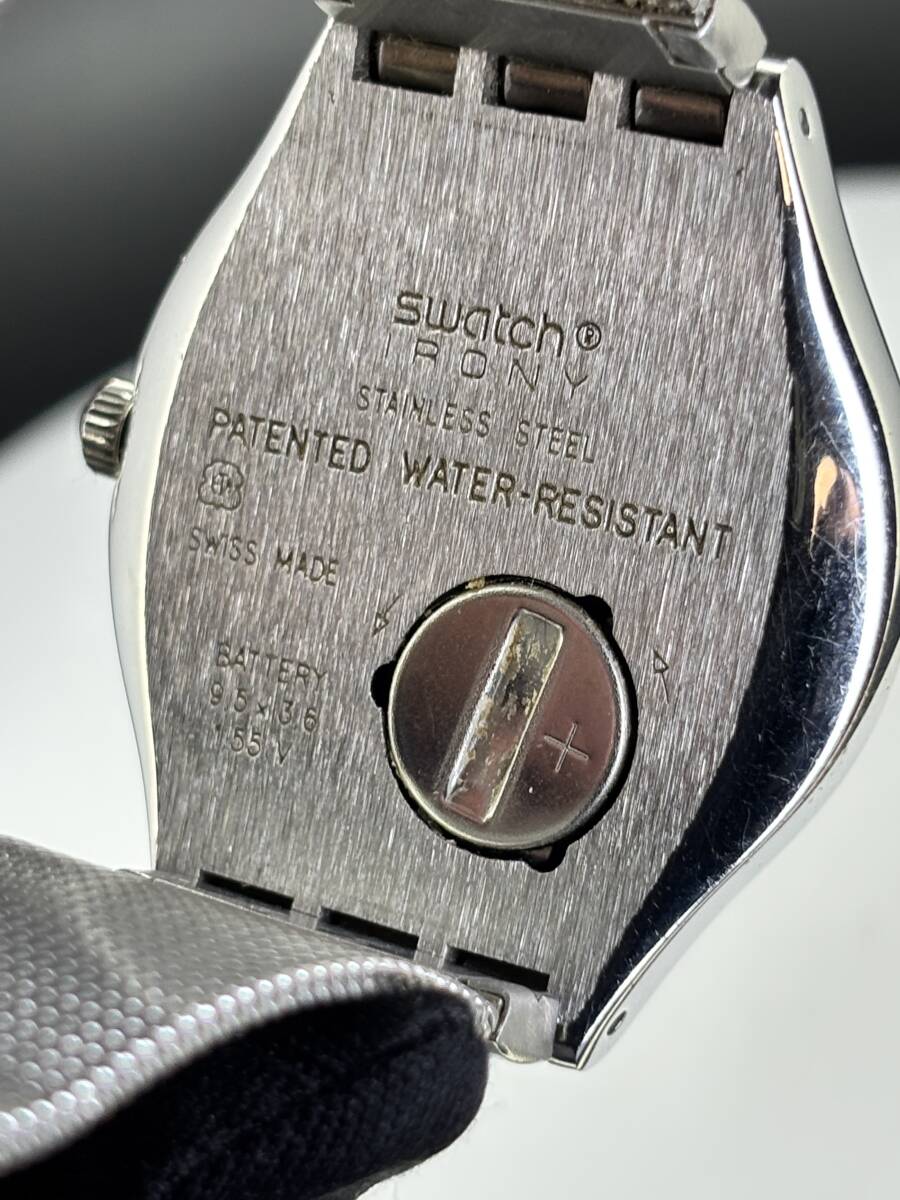 swatch®
IRONY
STAINLESS STEEL
PATENTED WATER-RESISTANT
SWISS MADE
BATTERY
9.5 x 3.6
1.55 V
+